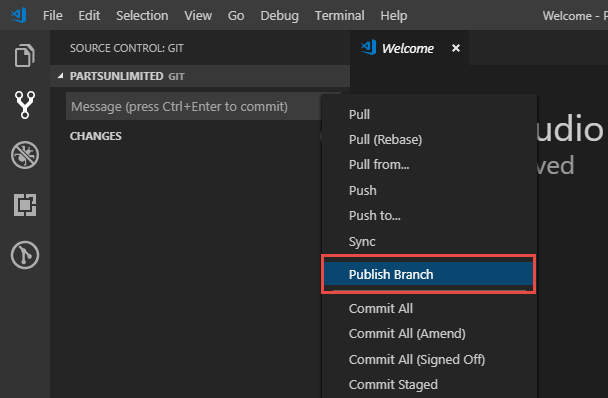 File Edit Selection View Go Debug Terminal Help Welcome - P
SOURCE CONTROL: GIT
Welcome
PARTSUNLIMITED GIT
Message (press Ctrl+Enter to commit)
CHANGES
udio
ved
Pull
Pull (Rebase)
Pull from...
Push
Push to...
Sync
Publish Branch
Commit All
Commit All (Amend)
Commit All (Signed Off)
Commit Staged